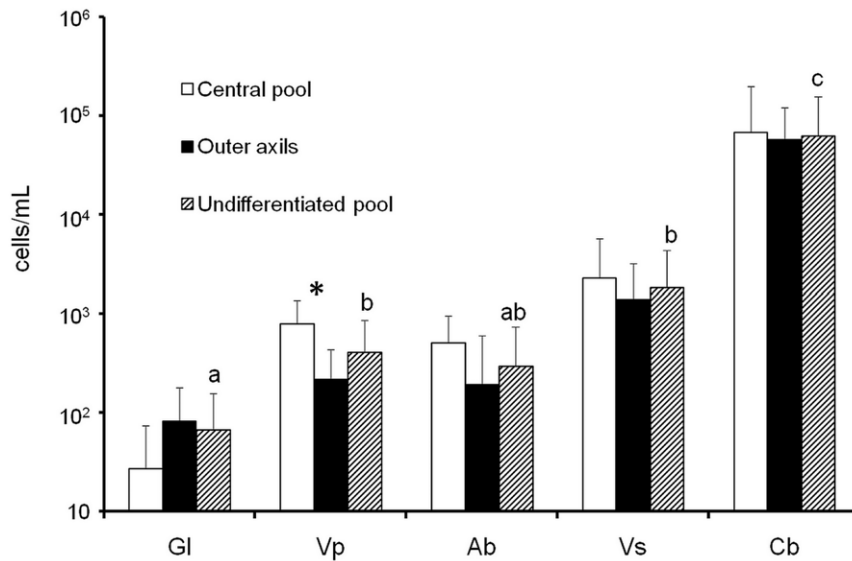 10⁶
10⁵
10⁴
10³
10²
10
cells/mL
Central pool
Outer axils
Undifferentiated pool
a
*
b
ab
b
c
Gl Vp Ab Vs Cb